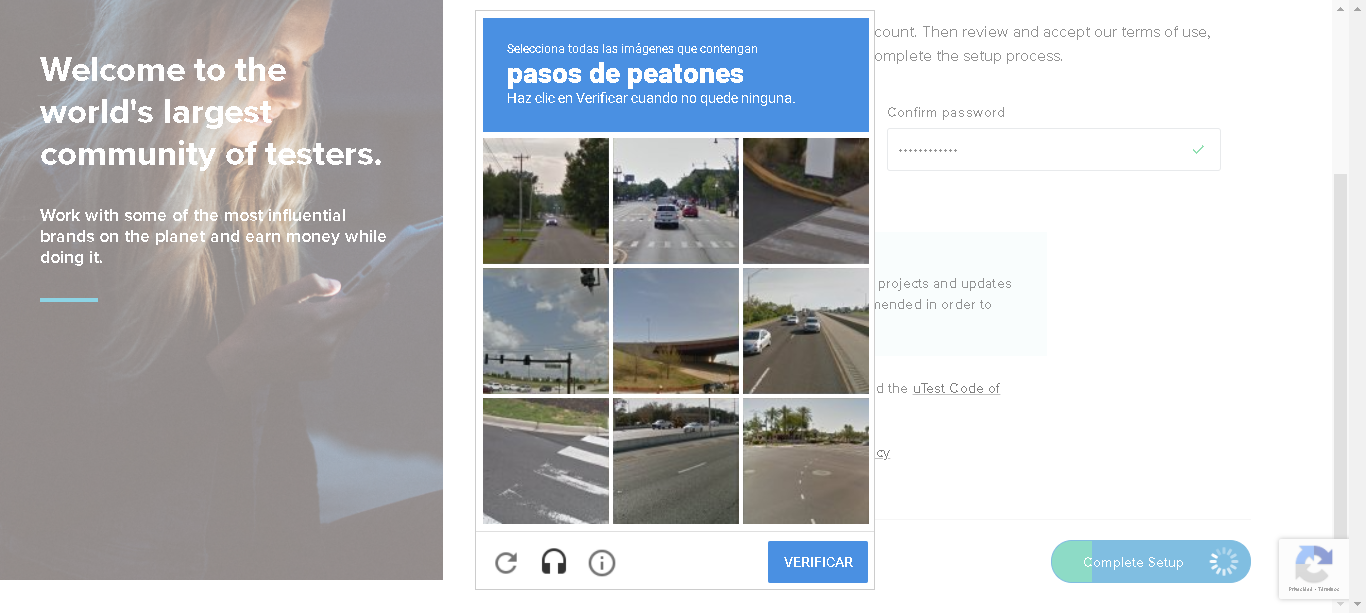 Welcome to the
world's largest
community of testers.
Work with some of the most influential
brands on the planet and earn money while
doing it.
Selecciona todas las imágenes que contengan
pasos de peatones
Haz clic en Verificar cuando no quede ninguna.
VERIFICAR
count. Then review and accept our terms of use,
omplete the setup process.
Confirm password
projects and updates
mended in order to
d the uTest Code of
cy
Complete Setup
Privacidad - Términos